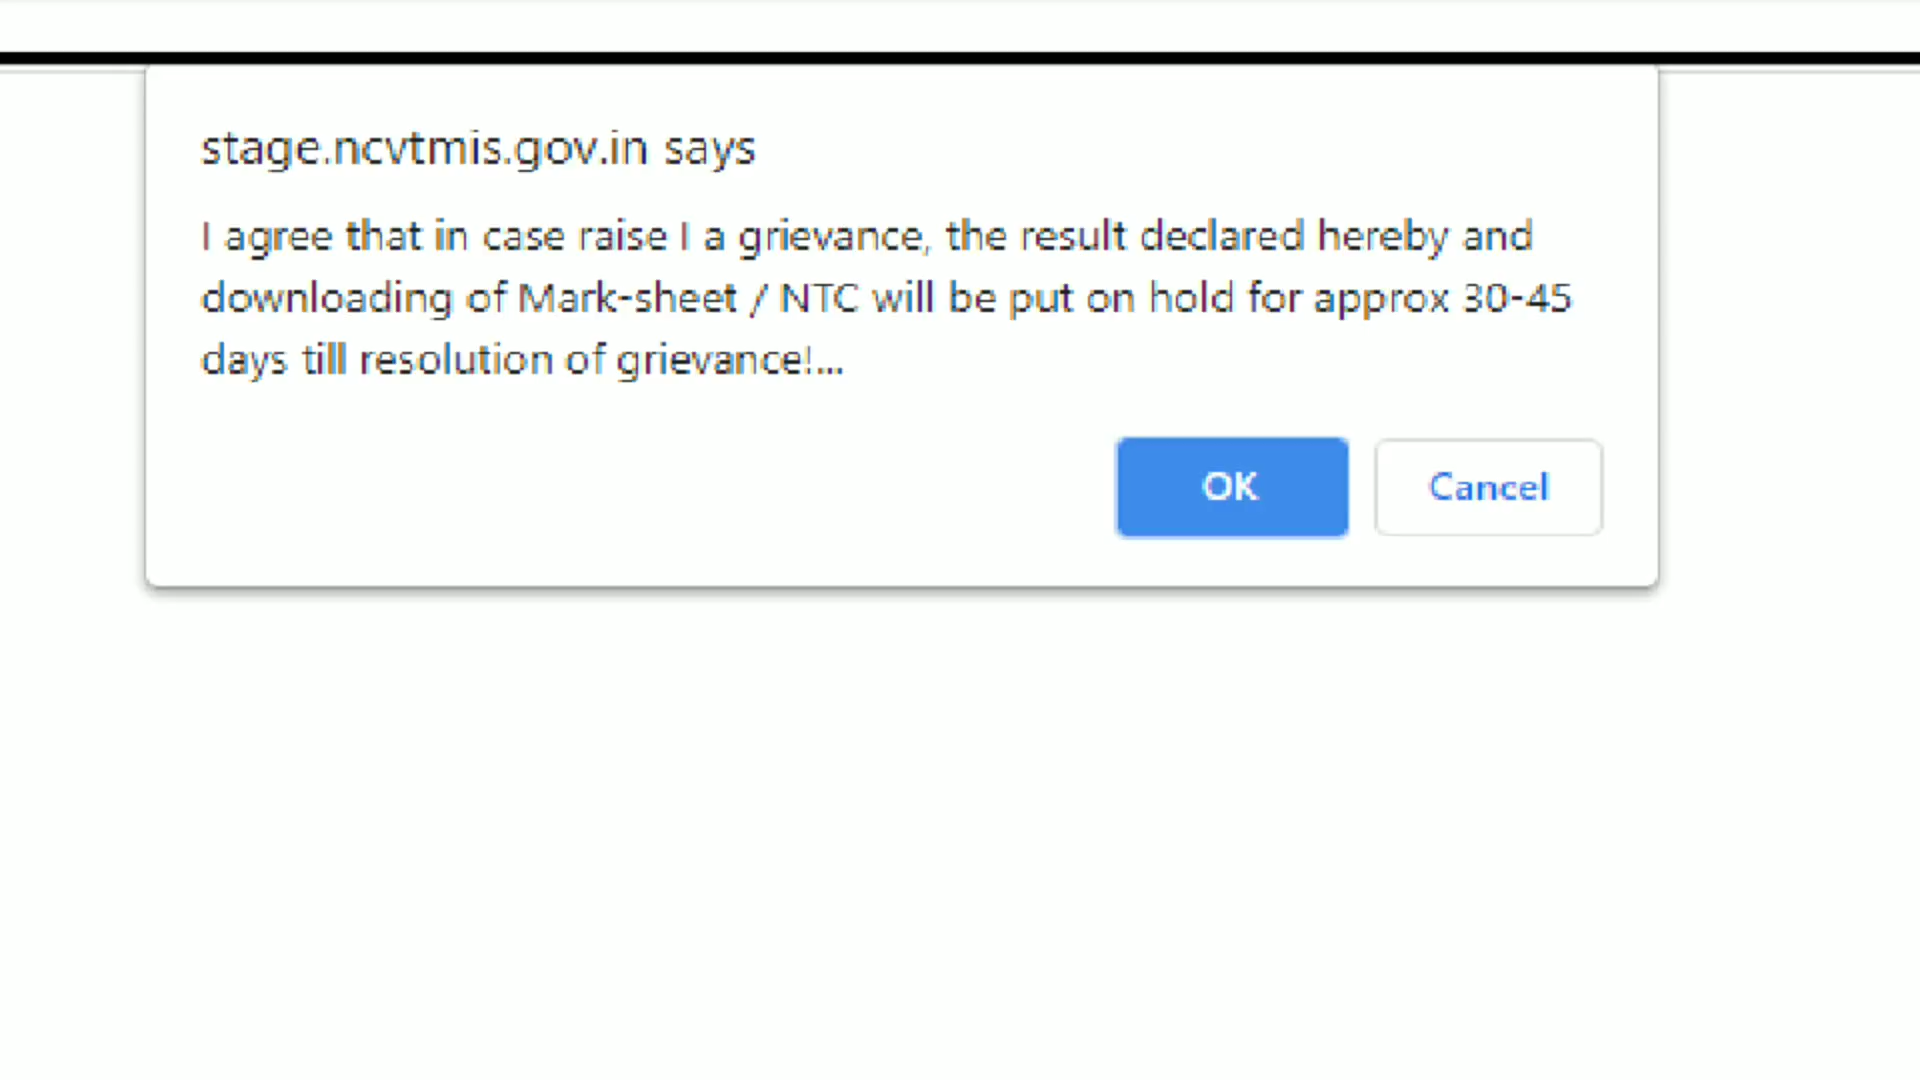 stage.ncvtmis.gov.in says
I agree that in case raise I a grievance, the result declared hereby and
downloading of Mark-sheet / NTC will be put on hold for approx 30-45
days till resolution of grievance!...
OK Cancel